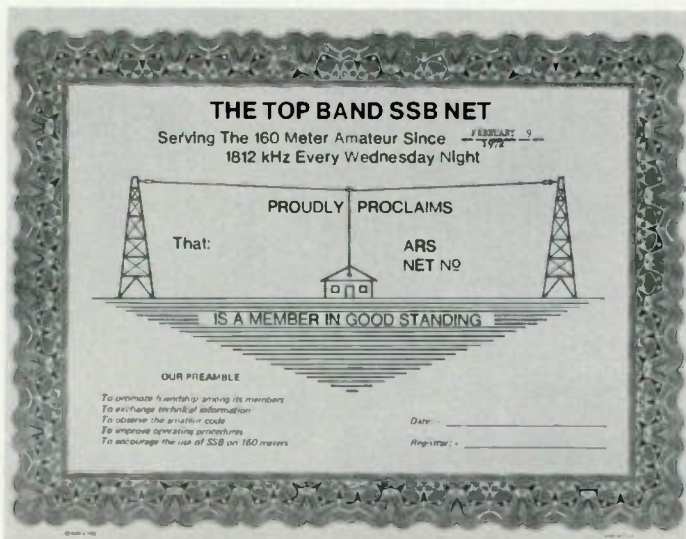 THE TOP BAND SSB NET
Serving The 160 Meter Amateur Since FEBRUARY 9
1972
1812 kHz Every Wednesday Night
PROUDLY PROCLAIMS
That: ARS
NET Nº
IS A MEMBER IN GOOD STANDING
OUR PREAMBLE
To promote friendship among its members
To exchange technical information
To observe the amateur code
To improve operating procedures
To encourage the use of SSB on 160 meters
Date:
Registrar: